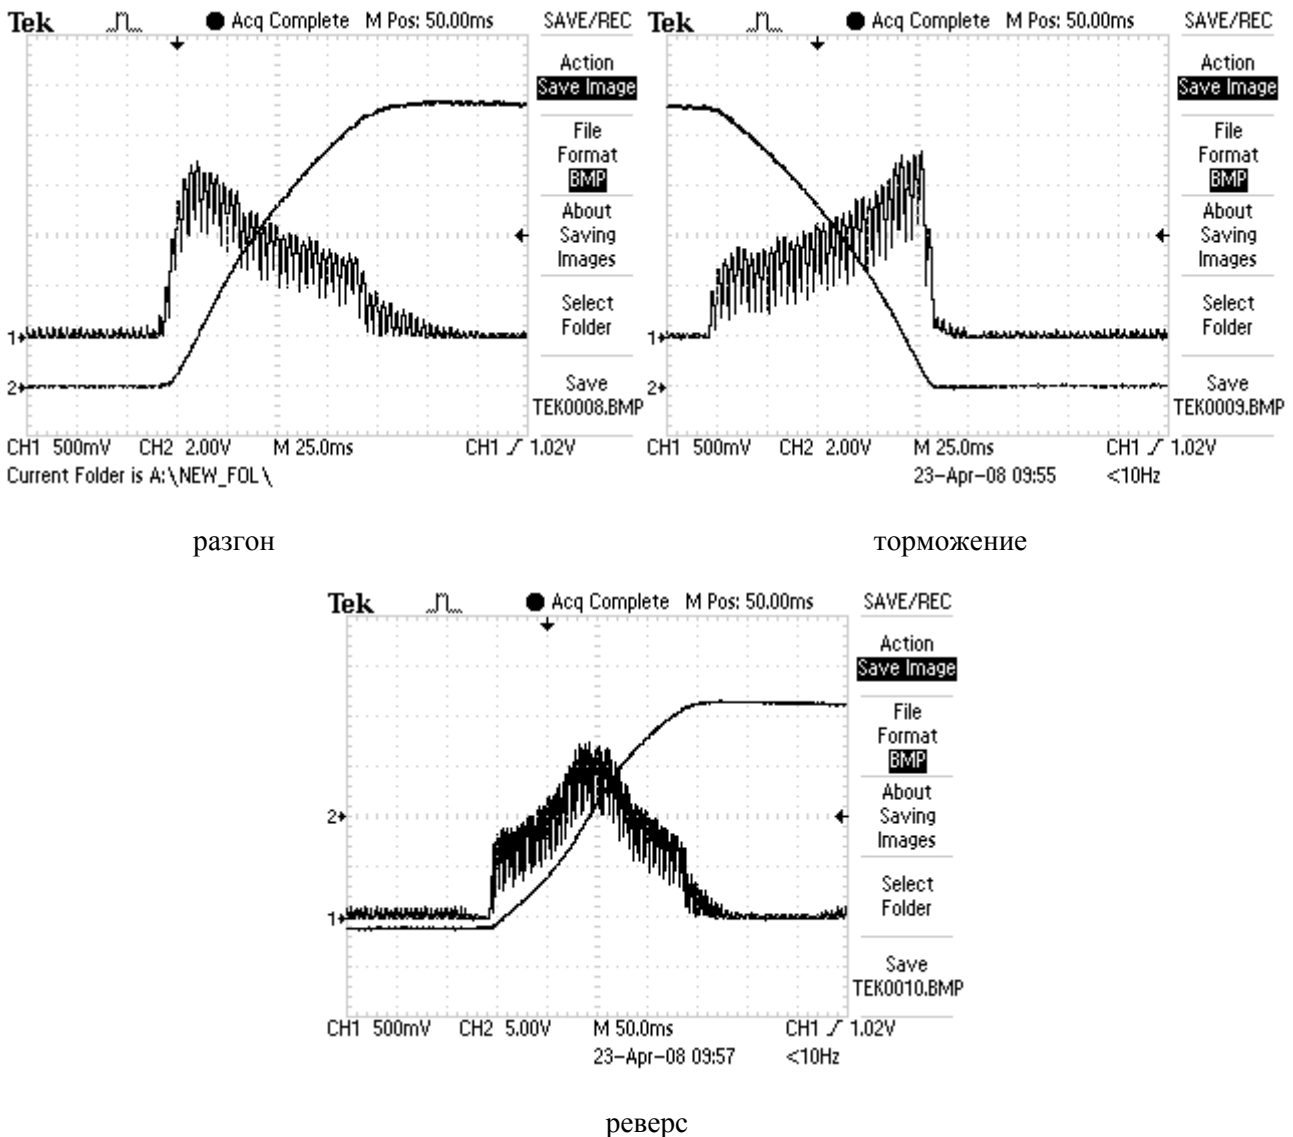 Tek Acq Complete M Pos: 50.00ms SAVE/REC
Action
Save Image
File
Format
BMP
About
Saving
Images
Select
Folder
Save
TEK0008.BMP
1
2
CH1 500mV CH2 2.00V M 25.0ms CH1 1.02V
Current Folder is A:\NEW_FOL\
разгон
Tek Acq Complete M Pos: 50.00ms SAVE/REC
Action
Save Image
File
Format
BMP
About
Saving
Images
Select
Folder
Save
TEK0009.BMP
1
2
CH1 500mV CH2 2.00V M 25.0ms CH1 1.02V
23-Apr-08 09:55 <10Hz
торможение
Tek Acq Complete M Pos: 50.00ms SAVE/REC
Action
Save Image
File
Format
BMP
About
Saving
Images
Select
Folder
Save
TEK0010.BMP
2
1
CH1 500mV CH2 5.00V M 50.0ms CH1 1.02V
23-Apr-08 09:57 <10Hz
реверс